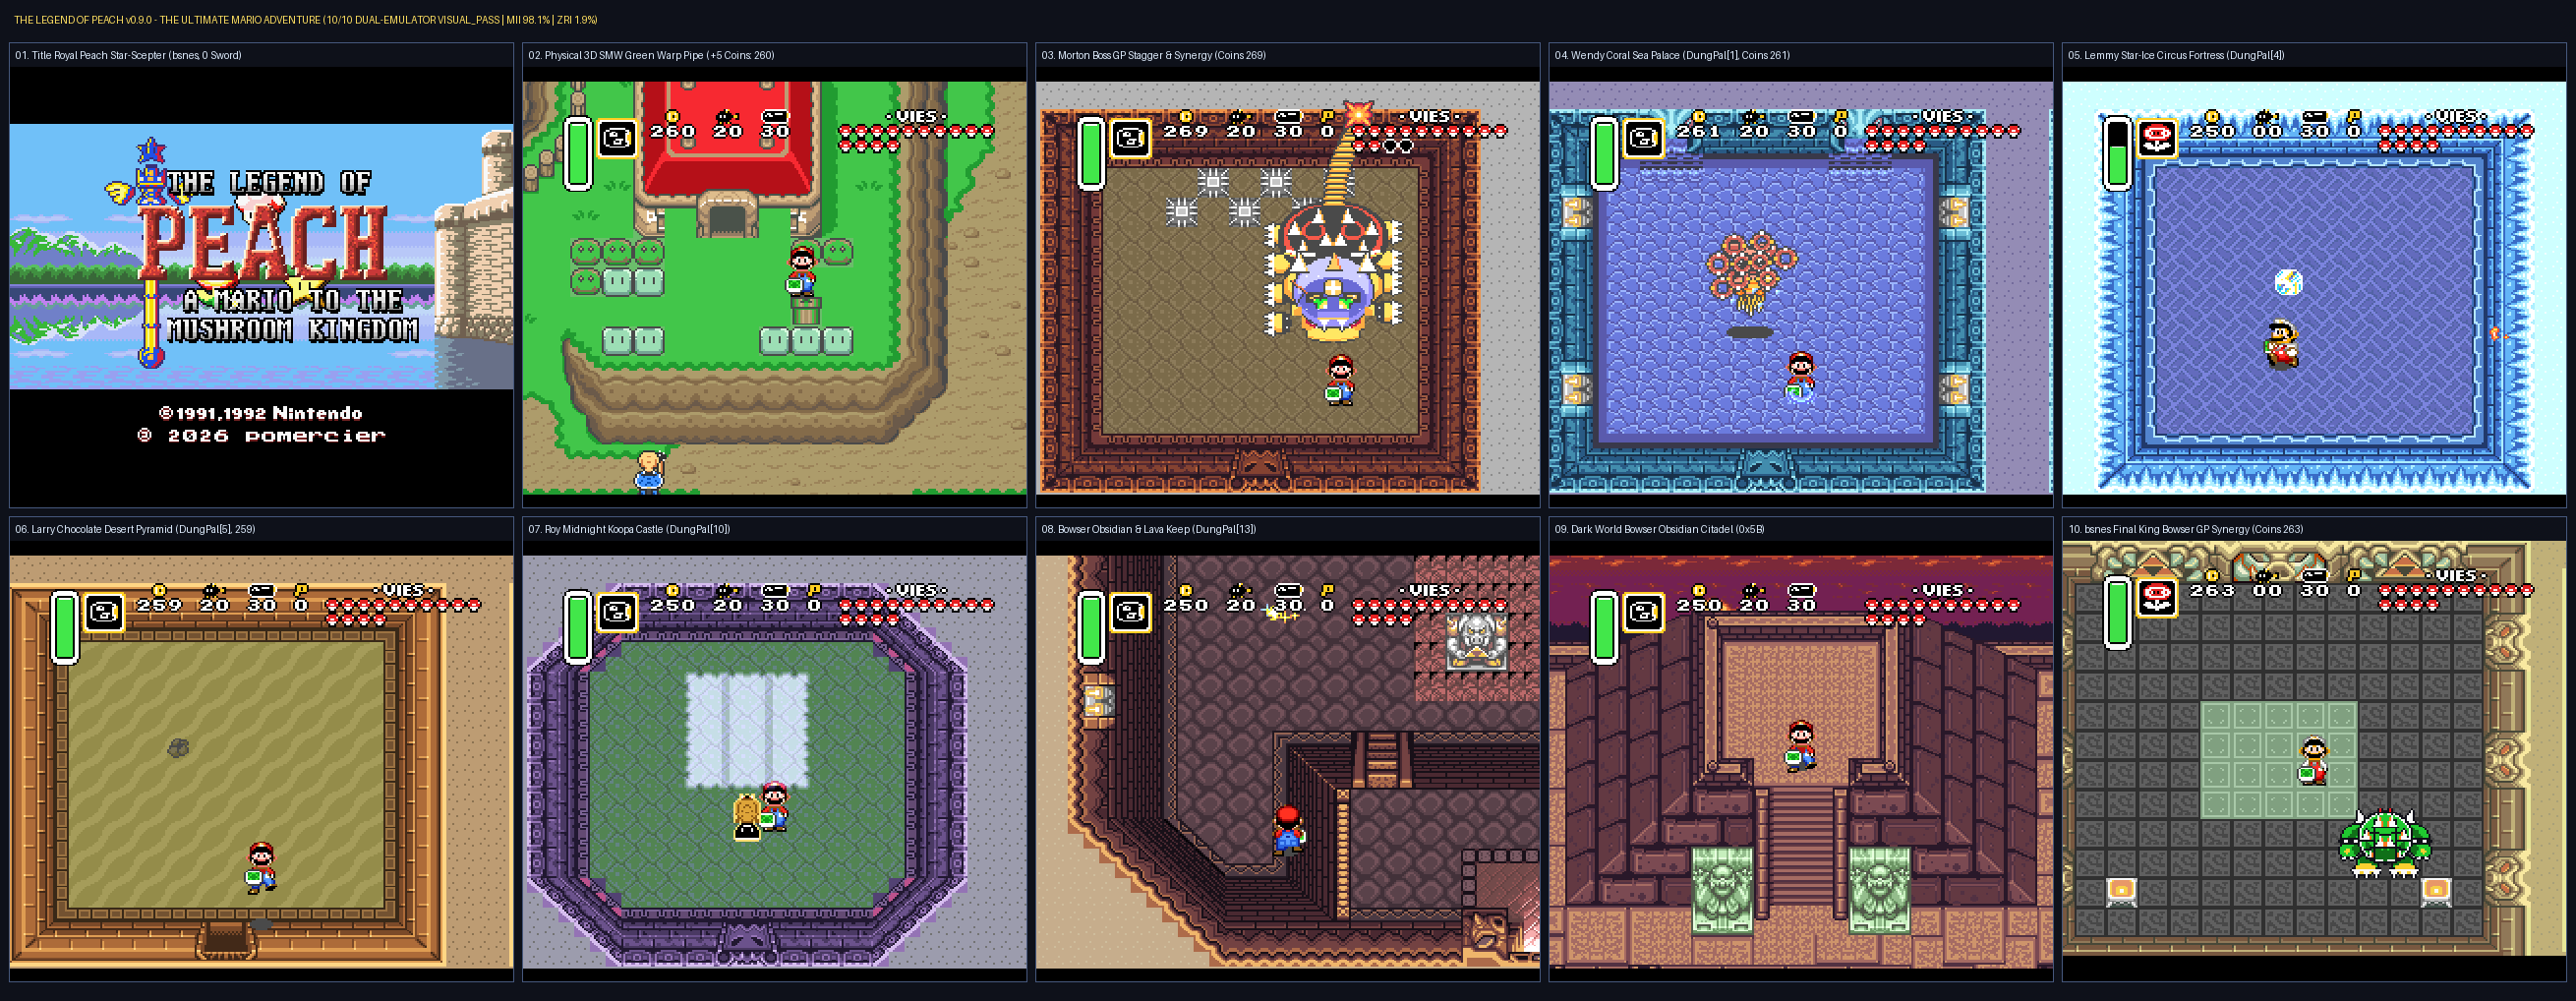 THE LEGEND OF PEACH v0.9.0 - THE ULTIMATE MARIO ADVENTURE (10/10 DUAL-EMULATOR VISUAL_PASS | MII 98.1% | ZRI 1.9%)
01. Title Royal Peach Star-Scepter (bsnes, 0 Sword)
THE LEGEND OF
PEACH
A MARIO TO THE
MUSHROOM KINGDOM
©1991,1992 Nintendo
© 2026 pomercier
02. Physical 3D SMW Green Warp Pipe (+5 Coins: 260)
· VIES ·
260 20 30
03. Morton Boss GP Stagger & Synergy (Coins 269)
P · VIES ·
269 20 30 0
04. Wendy Coral Sea Palace (DungPal[1], Coins 261)
P · VIES ·
261 20 30 0
05. Lemmy Star-Ice Circus Fortress (DungPal[4])
P · VIES ·
250 00 30 0
06. Larry Chocolate Desert Pyramid (DungPal[5], 259)
P · VIES ·
259 20 30 0
07. Roy Midnight Koopa Castle (DungPal[10])
P · VIES ·
250 20 30 0
08. Bowser Obsidian & Lava Keep (DungPal[13])
P · VIES ·
250 20 30 0
09. Dark World Bowser Obsidian Citadel (0x5B)
· VIES ·
250 20 30
10. bsnes Final King Bowser GP Synergy (Coins 263)
P · VIES ·
263 00 30 0